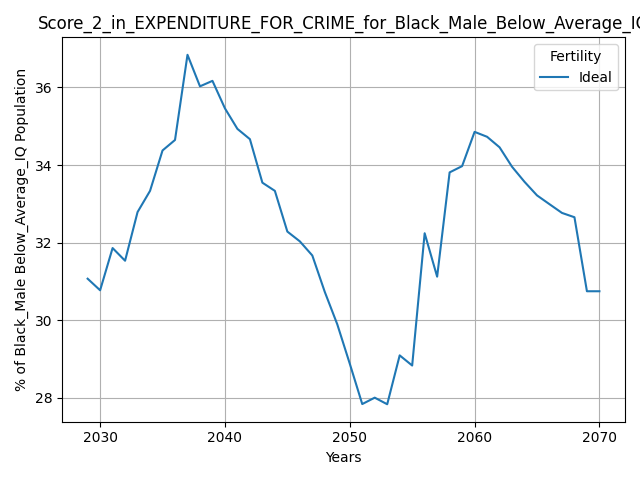 Score_2_in_EXPENDITURE_FOR_CRIME_for_Black_Male_Below_Average_IQ
% of Black_Male Below_Average_IQ Population
36
34
32
30
28
Fertility
Ideal
2030 2040 2050 2060 2070
Years